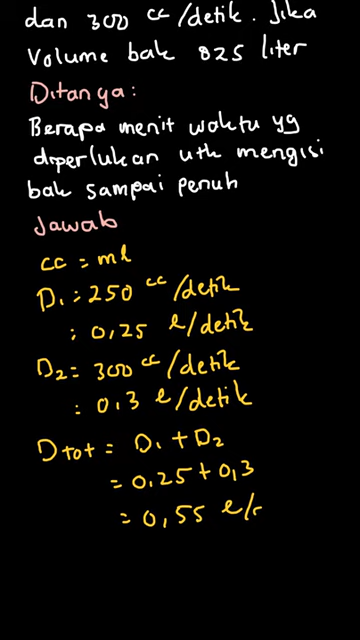 dan 300 cc/detik. Jika
Volume bak 825 liter
Ditanya:
Berapa menit waktu yg
diperlukan utk mengisi
bak sampai penuh
Jawab
cc = ml
D1 : 250 cc/detik
: 0,25 l/detik
D2 = 300 cc/detik
: 0,3 l/detik
Dtot = D1 + D2
= 0,25 + 0,3
= 0,55 l/